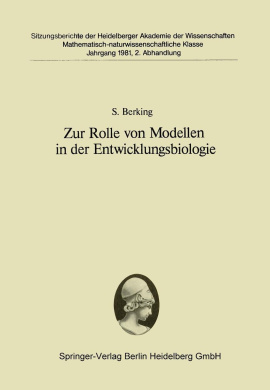 Sitzungsberichte der Heidelberger Akademie der Wissenschaften
Mathematisch-naturwissenschaftliche Klasse
Jahrgang 1981, 2. Abhandlung
S. Berking
Zur Rolle von Modellen
in der Entwicklungsbiologie
Springer-Verlag Berlin Heidelberg GmbH